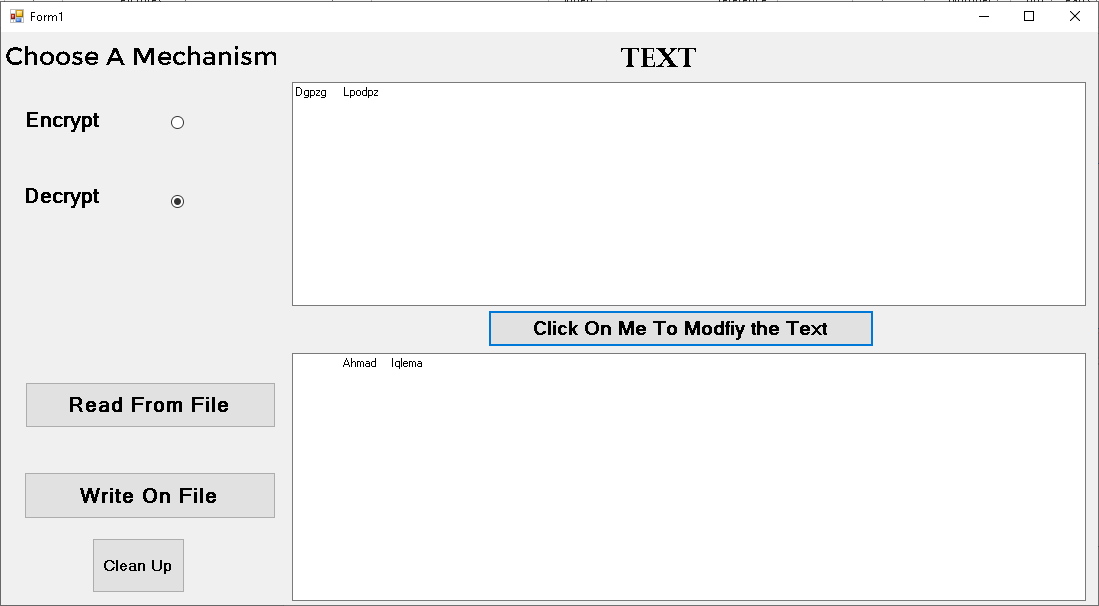 Form1
Choose A Mechanism
TEXT
Dgpzg Lpodpz
Encrypt
Decrypt
Click On Me To Modfiy the Text
Ahmad Iqlema
Read From File
Write On File
Clean Up